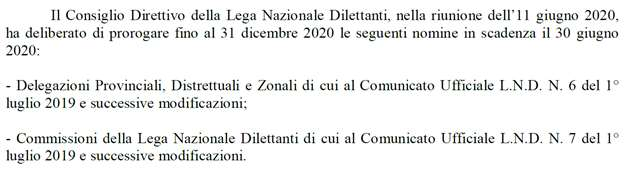 Il Consiglio Direttivo della Lega Nazionale Dilettanti, nella riunione dell'11 giugno 2020,
ha deliberato di prorogare fino al 31 dicembre 2020 le seguenti nomine in scadenza il 30 giugno
2020:
- Delegazioni Provinciali, Distrettuali e Zonali di cui al Comunicato Ufficiale L.N.D. N. 6 del 1°
luglio 2019 e successive modificazioni;
- Commissioni della Lega Nazionale Dilettanti di cui al Comunicato Ufficiale L.N.D. N. 7 del 1°
luglio 2019 e successive modificazioni.